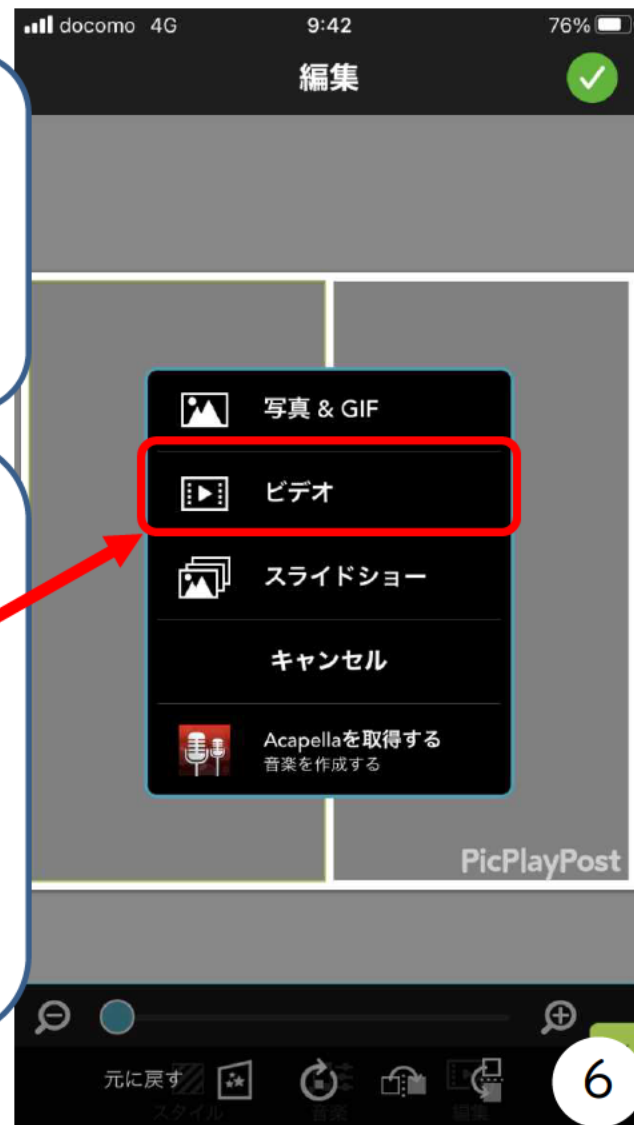 docomo 4G 9:42 76%
編集
写真 & GIF
ビデオ
スライドショー
キャンセル
Acapellaを取得する
音楽を作成する
PicPlayPost
元に戻す
スタイル 音楽 編集
6